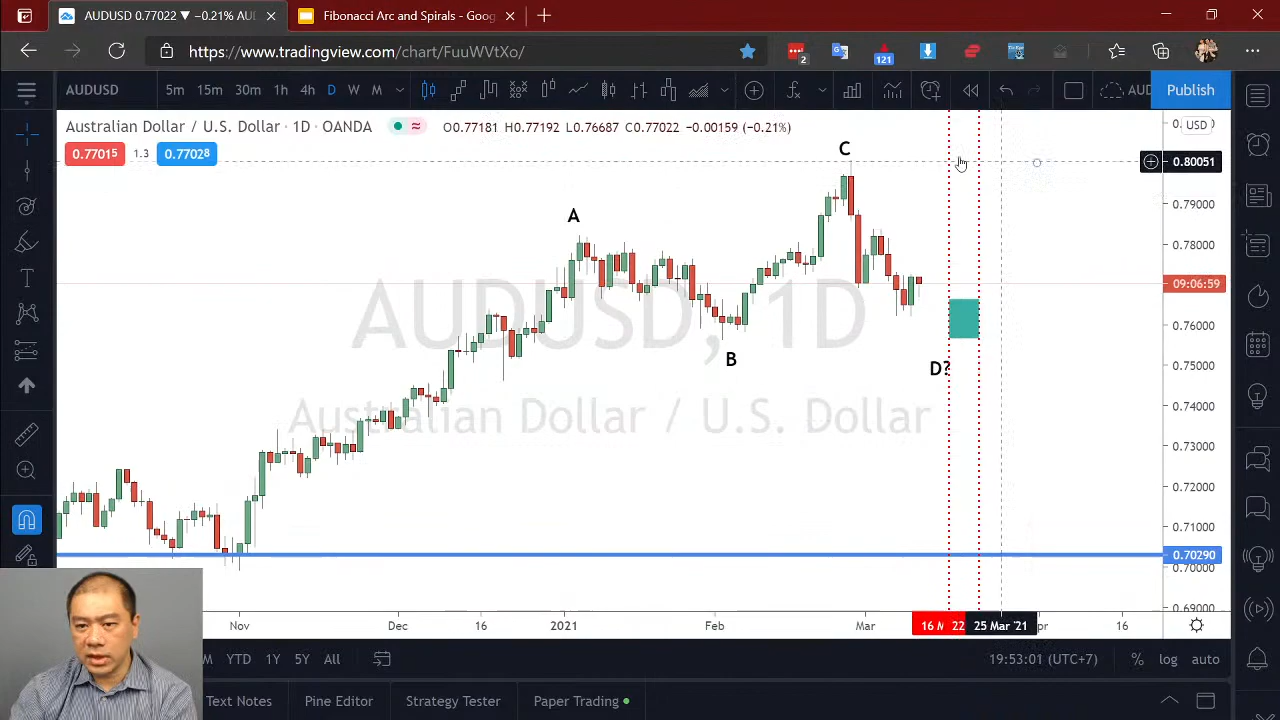 AUDUSD 0.77022 ▼ −0.21% AU
Fibonacci Arc and Spirals - Goog
https://www.tradingview.com/chart/FuuWVtXo/
2
121
AUDUSD
5m 15m 30m 1h 4h D W M
AUD
Publish
Australian Dollar / U.S. Dollar · 1D · OANDA
O0.77181 H0.77192 L0.76687 C0.77022 −0.00159 (−0.21%)
USD
0.77015 1.3 0.77028
C
0.80051
A
0.79000
0.78000
AUDUSD, 1D
09:06:59
0.76000
B
D?
0.75000
Australian Dollar / U.S. Dollar
0.74000
0.73000
0.72000
0.71000
0.70290
0.70000
0.69000
Nov Dec 16 2021 Feb Mar 16 M 22 25 Mar '21 pr 16
M YTD 1Y 5Y All
19:53:01 (UTC+7) % log auto
Text Notes Pine Editor Strategy Tester Paper Trading